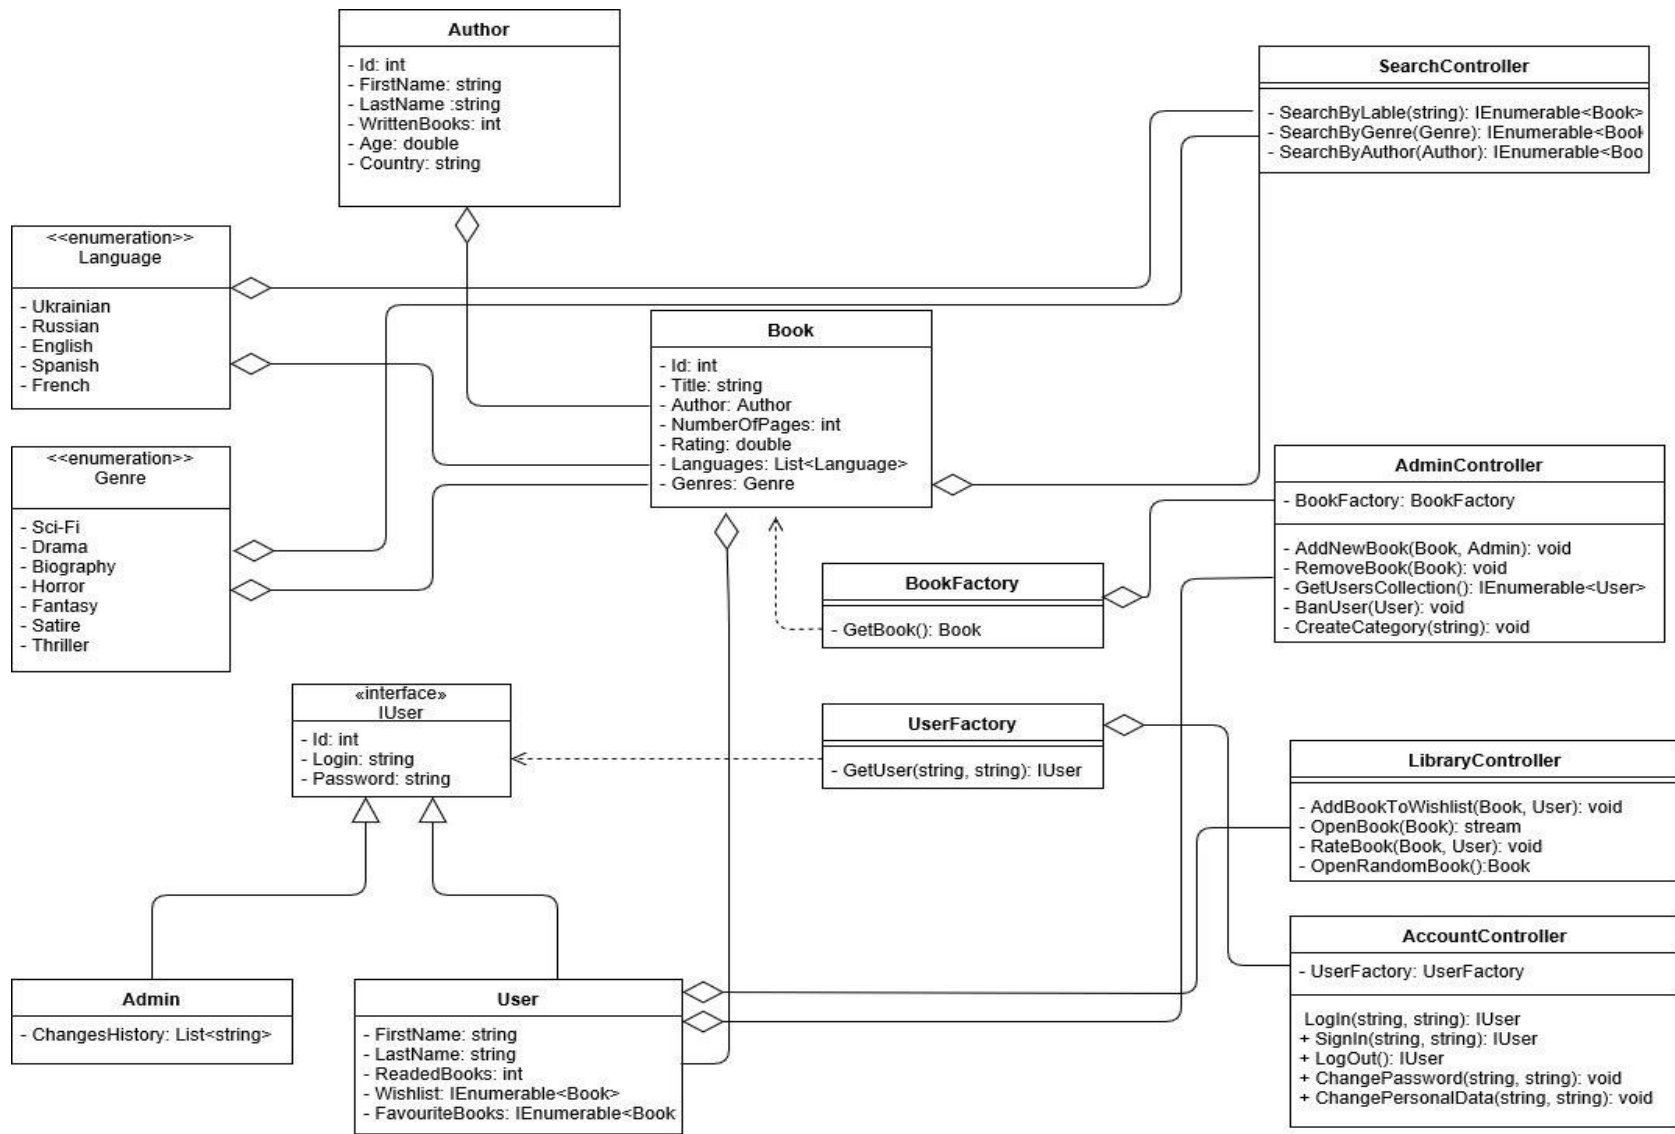 Author
- Id: int
- FirstName: string
- LastName :string
- WrittenBooks: int
- Age: double
- Country: string
SearchController
- SearchByLable(string): IEnumerable<Book>
- SearchByGenre(Genre): IEnumerable<Book
- SearchByAuthor(Author): IEnumerable<Boo
<<enumeration>>
Language
- Ukrainian
- Russian
- English
- Spanish
- French
Book
- Id: int
- Title: string
- Author: Author
- NumberOfPages: int
- Rating: double
- Languages: List<Language>
- Genres: Genre
<<enumeration>>
Genre
- Sci-Fi
- Drama
- Biography
- Horror
- Fantasy
- Satire
- Thriller
AdminController
- BookFactory: BookFactory
- AddNewBook(Book, Admin): void
- RemoveBook(Book): void
- GetUsersCollection(): IEnumerable<User>
- BanUser(User): void
- CreateCategory(string): void
BookFactory
- GetBook(): Book
«interface»
IUser
- Id: int
- Login: string
- Password: string
UserFactory
- GetUser(string, string): IUser
LibraryController
- AddBookToWishlist(Book, User): void
- OpenBook(Book): stream
- RateBook(Book, User): void
- OpenRandomBook():Book
AccountController
- UserFactory: UserFactory
LogIn(string, string): IUser
+ SignIn(string, string): IUser
+ LogOut(): IUser
+ ChangePassword(string, string): void
+ ChangePersonalData(string, string): void
Admin
- ChangesHistory: List<string>
User
- FirstName: string
- LastName: string
- ReadedBooks: int
- Wishlist: IEnumerable<Book>
- FavouriteBooks: IEnumerable<Book